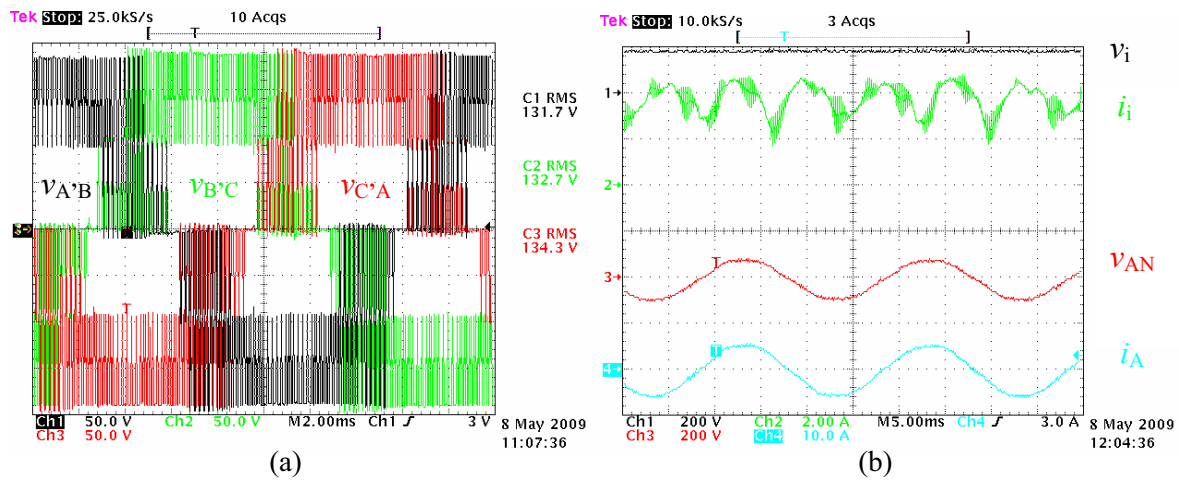 Tek Stop: 25.0kS/s 10 Acqs
T
C1 RMS
131.7 V
C2 RMS
132.7 V
C3 RMS
134.3 V
vA'B vB'C vC'A
T
Ch1 50.0 V Ch2 50.0 V M2.00ms Ch1 3 V
Ch3 50.0 V
8 May 2009
11:07:36
(a)
Tek Stop: 10.0kS/s 3 Acqs
T
vi
1
ii
2
vAN
3
T
iA
4
T
Ch1 200 V Ch2 2.00 A M5.00ms Ch4 3.0 A
Ch3 200 V Ch4 10.0 A
8 May 2009
12:04:36
(b)